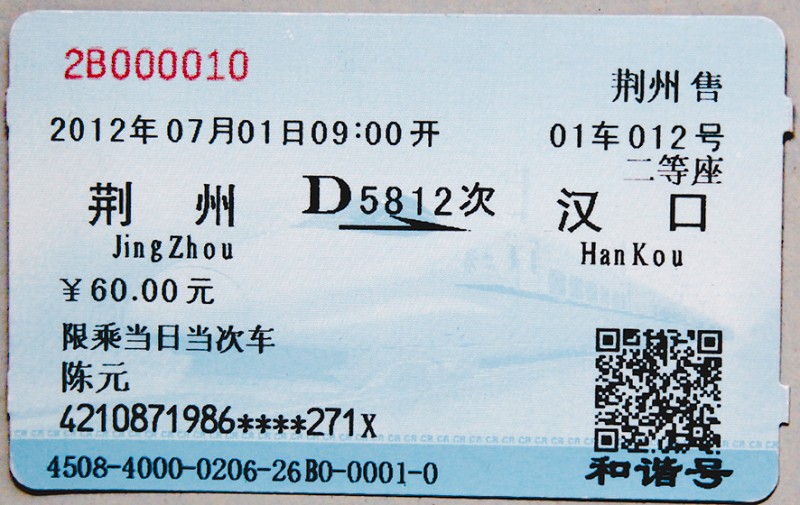 2B000010
荆州 售
2012年07月01日09:00开
01车012号
二等座
荆 州 D5812次 汉 口
JingZhou HanKou
￥60.00元
限乘当日当次车
陈元
4210871986****271X
4508-4000-0206-26B0-0001-0
和谐号